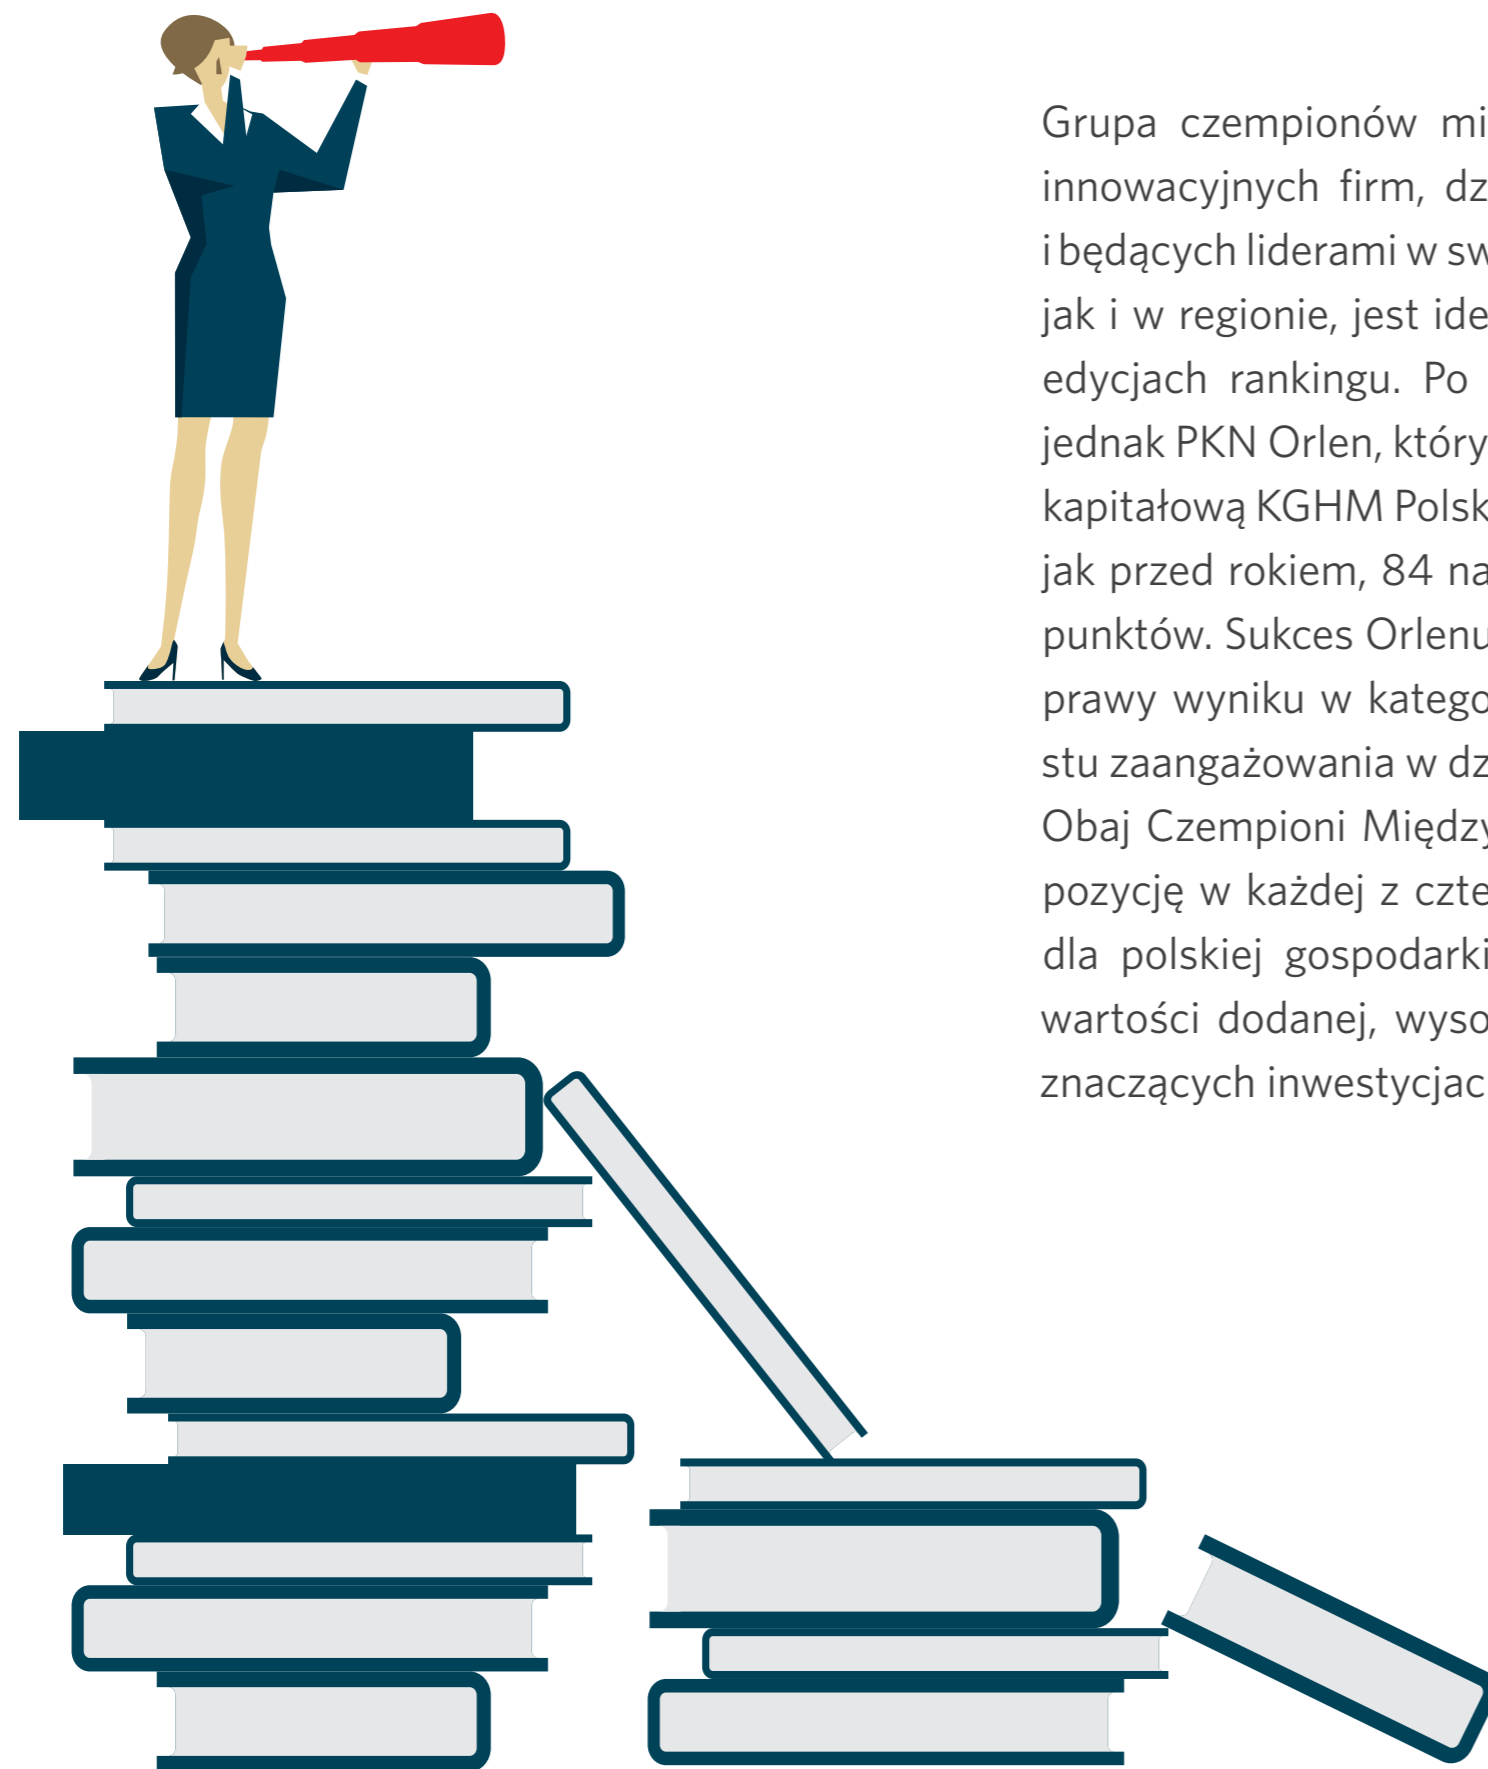 Grupa czempionów mi
innowacyjnych firm, dz
i będących liderami w sw
jak i w regionie, jest ide
edycjach rankingu. Po
jednak PKN Orlen, który
kapitałową KGHM Polsk
jak przed rokiem, 84 na
punktów. Sukces Orlenu
prawy wyniku w katego
stu zaangażowania w dz
Obaj Czempioni Między
pozycję w każdej z czte
dla polskiej gospodarki
wartości dodanej, wyso
znaczących inwestycjac